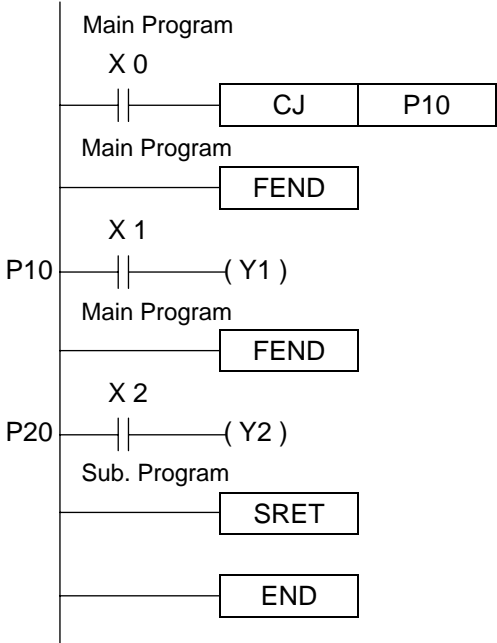 Main Program
X 0
CJ P10
Main Program
FEND
X 1
P10 ( Y1 )
Main Program
FEND
X 2
P20 ( Y2 )
Sub. Program
SRET
END